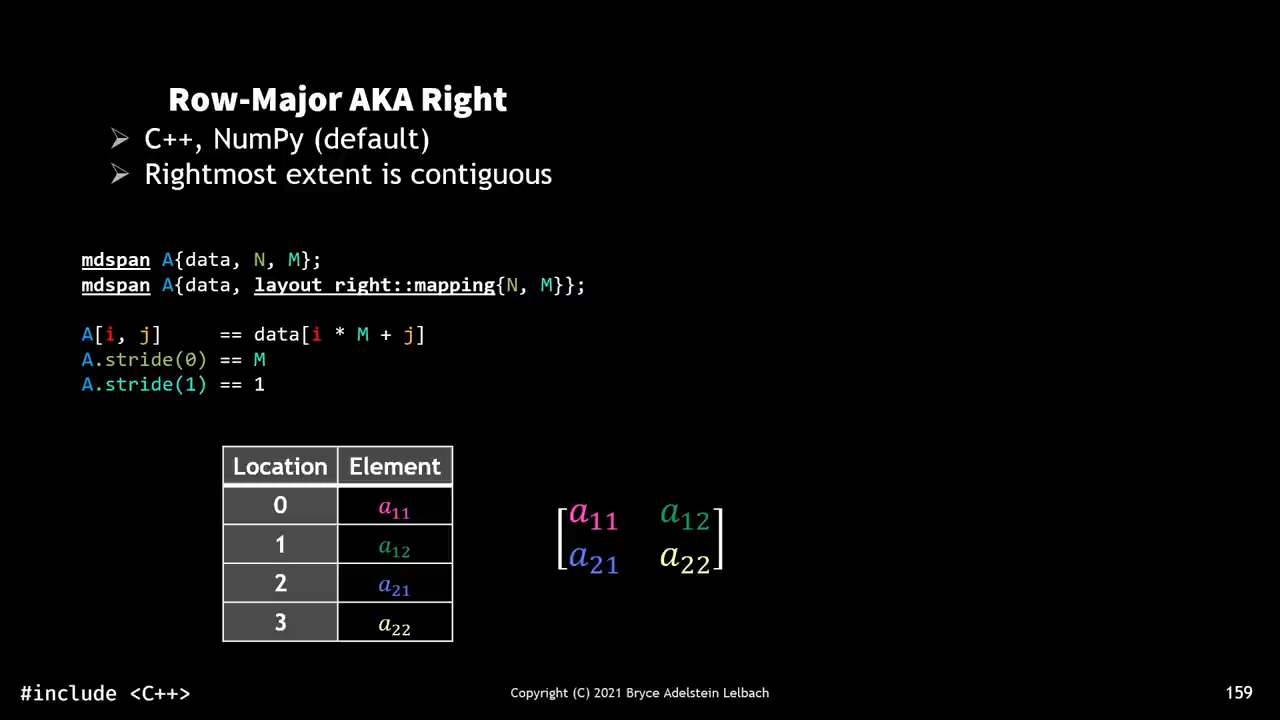 Row-Major AKA Right
➢ C++, NumPy (default)
➢ Rightmost extent is contiguous
mdspan A{data, N, M};
mdspan A{data, layout_right::mapping{N, M}};
A[i, j] == data[i * M + j]
A.stride(0) == M
A.stride(1) == 1
Location Element
0 a₁₁
1 a₁₂
2 a₂₁
3 a₂₂
[a₁₁ a₁₂
a₂₁ a₂₂]
#include <C++>
Copyright (C) 2021 Bryce Adelstein Lelbach
159